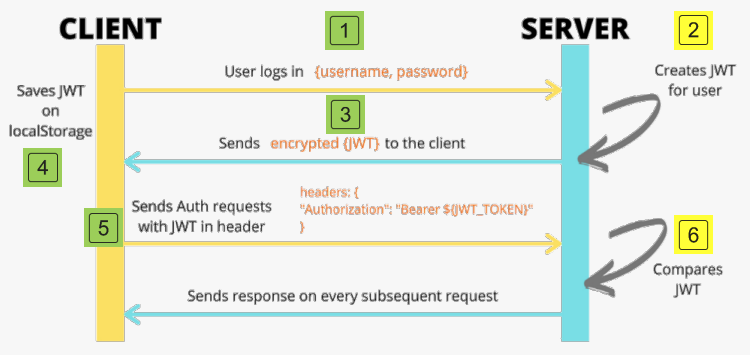 CLIENT
1
SERVER
2
User logs in {username, password}
Creates JWT
for user
Saves JWT
on
localStorage
3
Sends encrypted {JWT} to the client
4
Sends Auth requests
with JWT in header
headers: {
"Authorization": "Bearer ${JWT_TOKEN}"
}
5
6
Compares
JWT
Sends response on every subsequent request